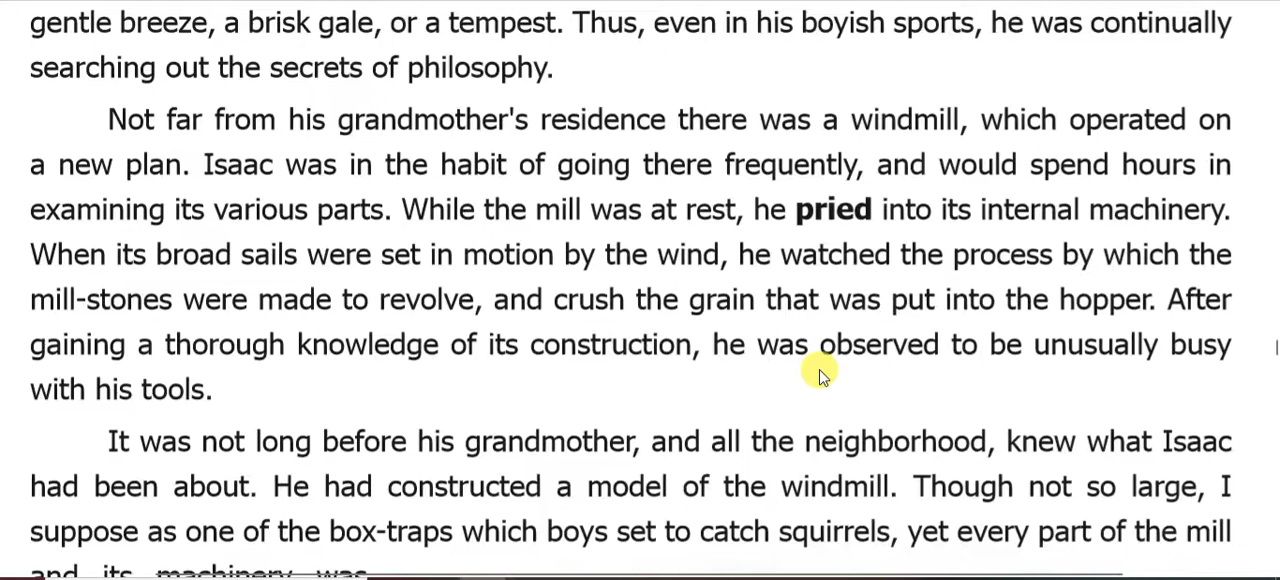 gentle breeze, a brisk gale, or a tempest. Thus, even in his boyish sports, he was continually
searching out the secrets of philosophy.
Not far from his grandmother's residence there was a windmill, which operated on
a new plan. Isaac was in the habit of going there frequently, and would spend hours in
examining its various parts. While the mill was at rest, he pried into its internal machinery.
When its broad sails were set in motion by the wind, he watched the process by which the
mill-stones were made to revolve, and crush the grain that was put into the hopper. After
gaining a thorough knowledge of its construction, he was observed to be unusually busy
with his tools.
It was not long before his grandmother, and all the neighborhood, knew what Isaac
had been about. He had constructed a model of the windmill. Though not so large, I
suppose as one of the box-traps which boys set to catch squirrels, yet every part of the mill
and its machinery was